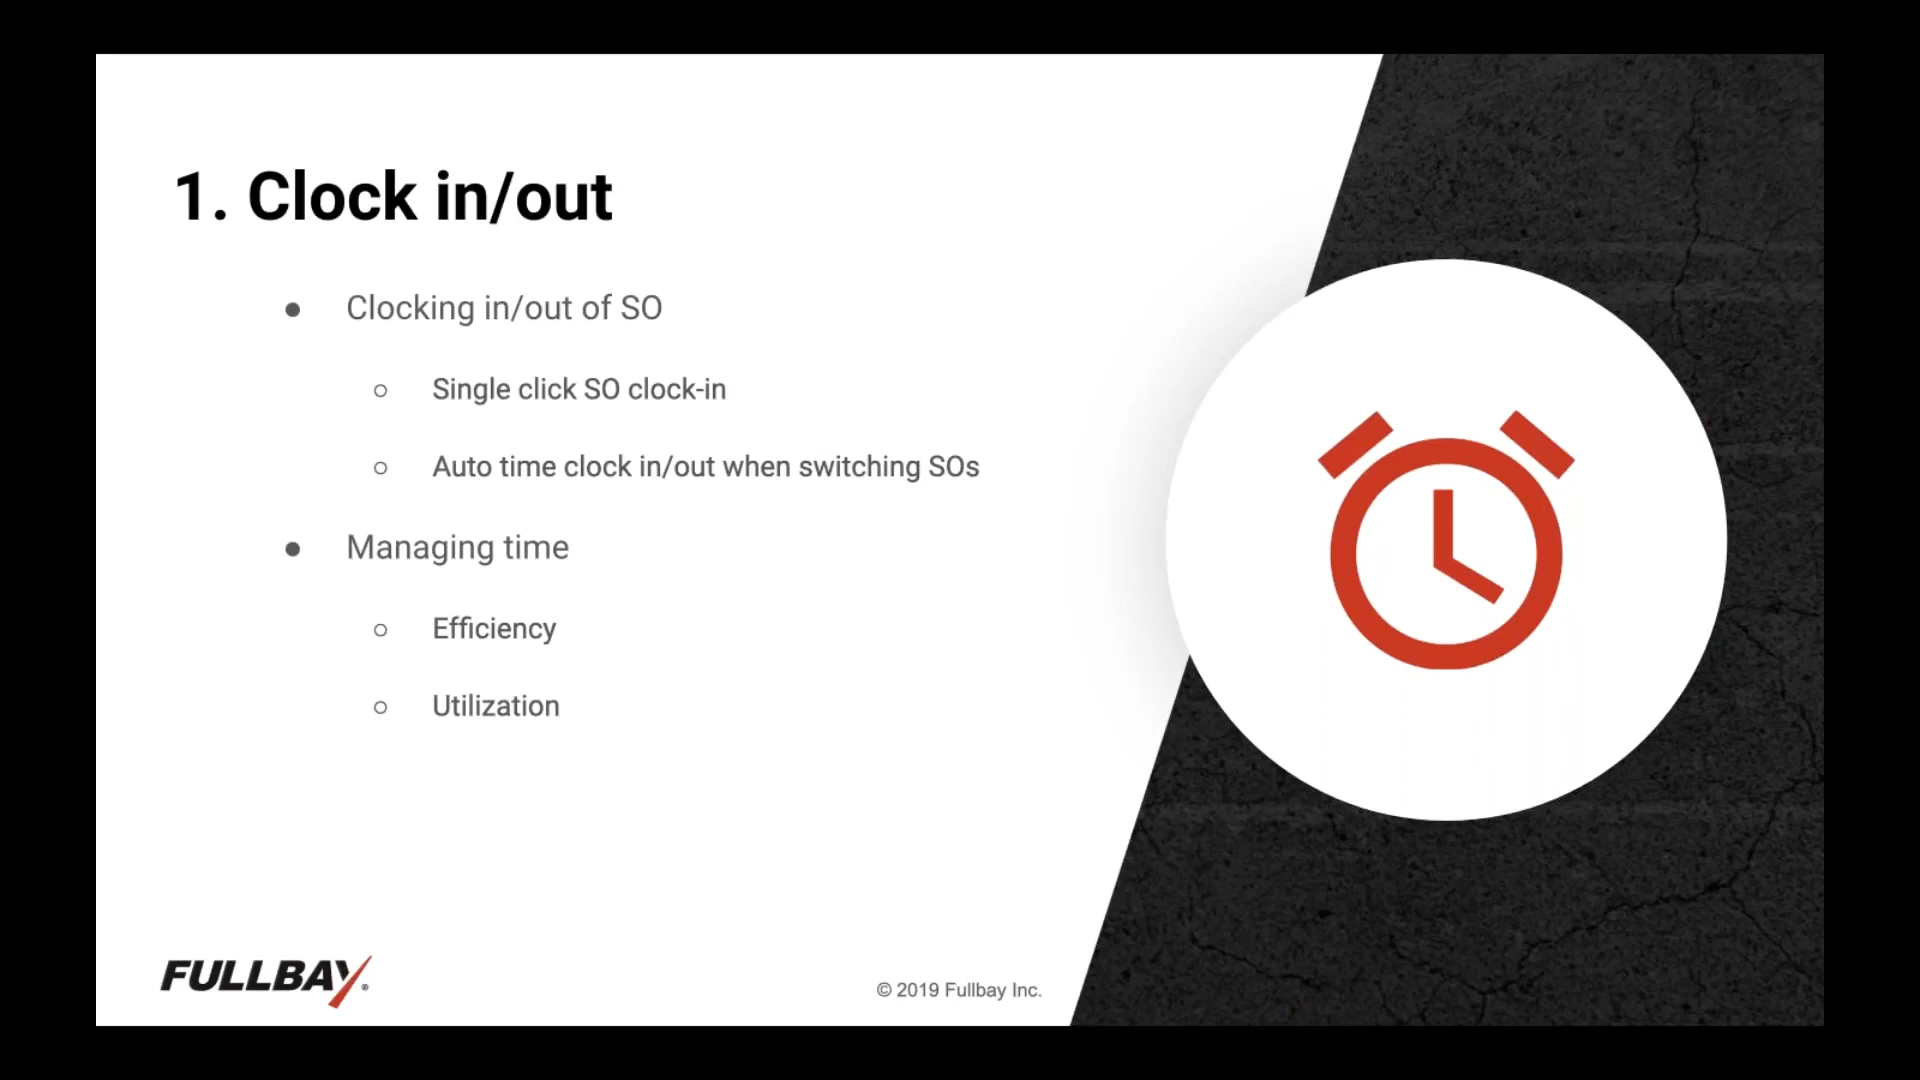 1. Clock in/out
● Clocking in/out of SO
○ Single click SO clock-in
○ Auto time clock in/out when switching SOs
● Managing time
○ Efficiency
○ Utilization
FULLBAY®
© 2019 Fullbay Inc.